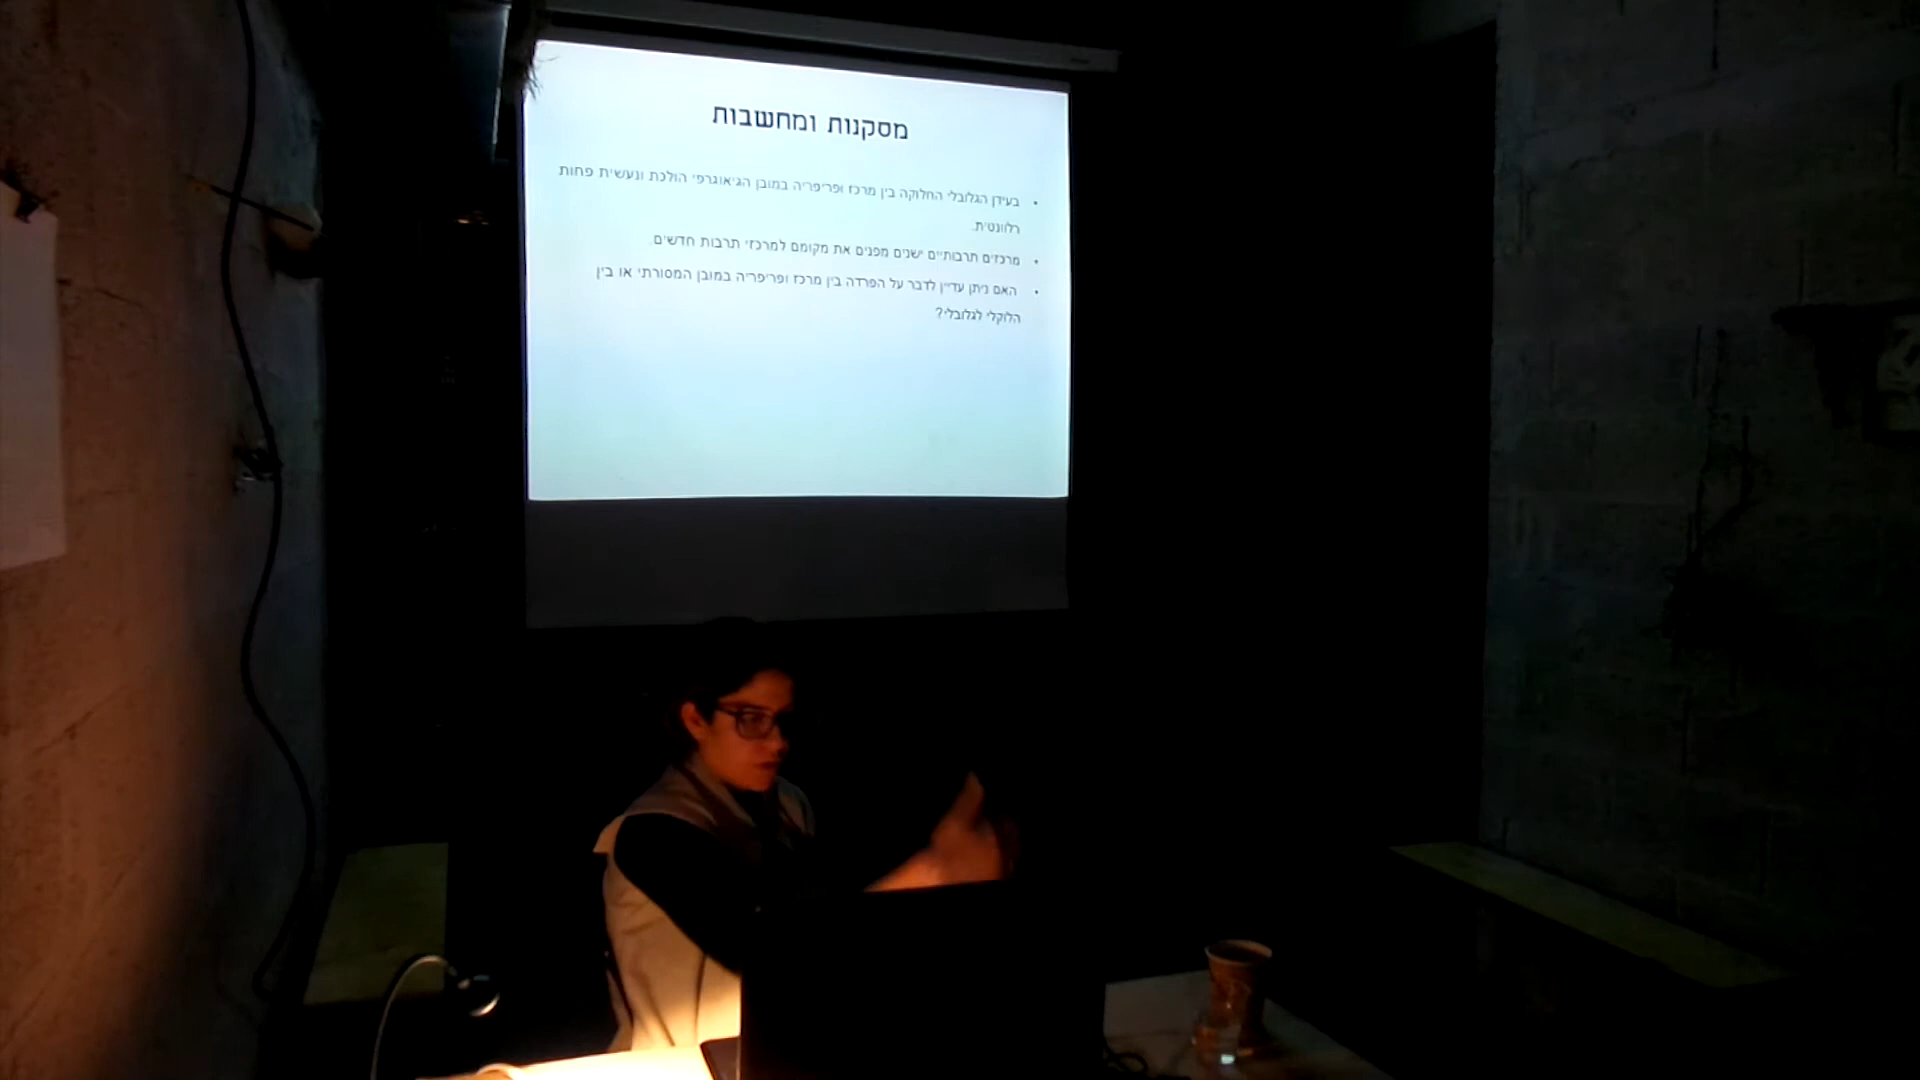 מסקנות ומחשבות
• בעידן הגלובלי החלוקה בין מרכז ופריפריה במובן הגיאוגרפי הולכת ונעשית פחות
רלוונטית.
• מרכזים תרבותיים ישנים מפנים את מקומם למרכזי תרבות חדשים.
• האם ניתן עדיין לדבר על הפרדה בין מרכז ופריפריה במובן המסורתי או בין
הלוקלי לגלובלי?